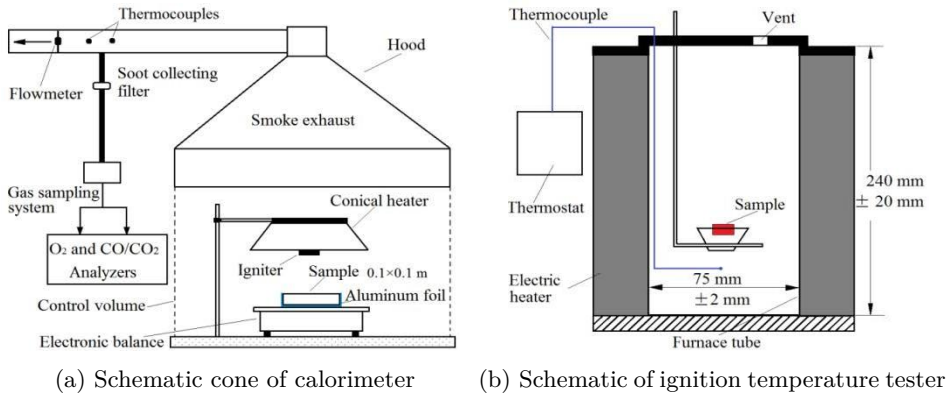 Thermocouples
Hood
Flowmeter
Soot collecting
filter
Smoke exhaust
Gas sampling
system
Conical heater
O₂ and CO/CO₂
Analyzers
Igniter
Sample 0.1×0.1 m
Aluminum foil
Control volume
Electronic balance
(a) Schematic cone of calorimeter
Thermocouple
Vent
Thermostat
240 mm
± 20 mm
Sample
Electric
heater
75 mm
±2 mm
Furnace tube
(b) Schematic of ignition temperature tester